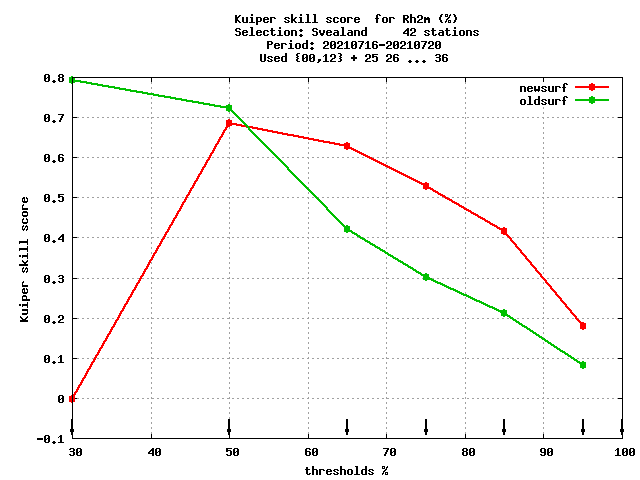 Kuiper skill score  for Rh2m (%)
Selection: Svealand     42 stations
Period: 20210716-20210720
Used {00,12} + 25 26 ... 36
newsurf
oldsurf
0.8
0.7
0.6
0.5
0.4
0.3
0.2
0.1
0
-0.1
Kuiper skill score
30 40 50 60 70 80 90 100
thresholds %